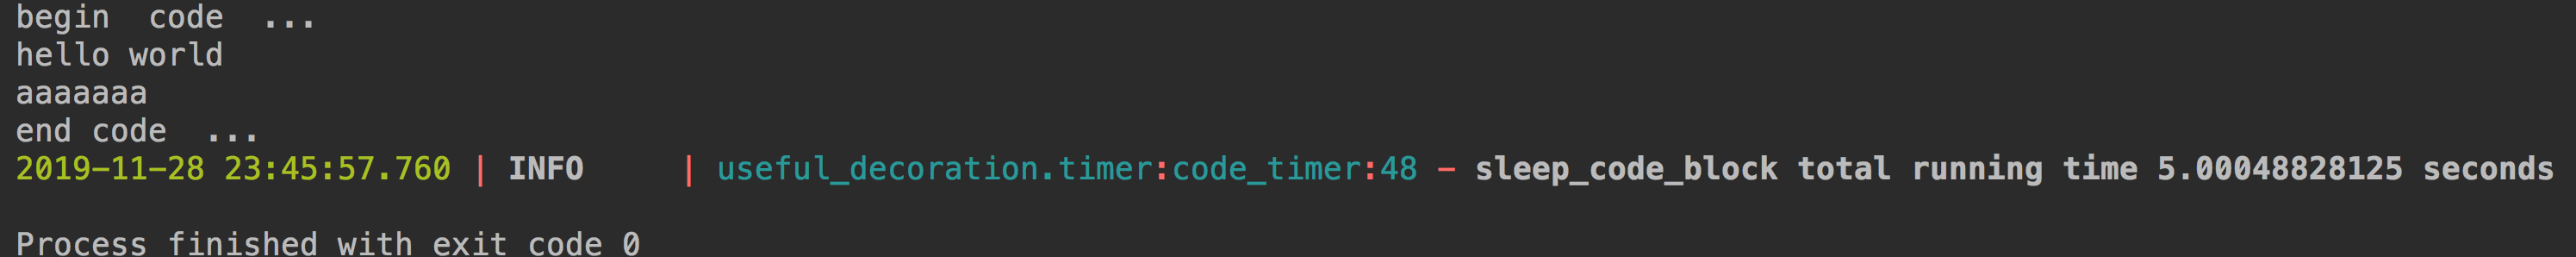 begin  code  ...
hello world
aaaaaaa
end code  ...
2019-11-28 23:45:57.760 | INFO     | useful_decoration.timer:code_timer:48 - sleep_code_block total running time 5.00048828125 seconds
Process finished with exit code 0